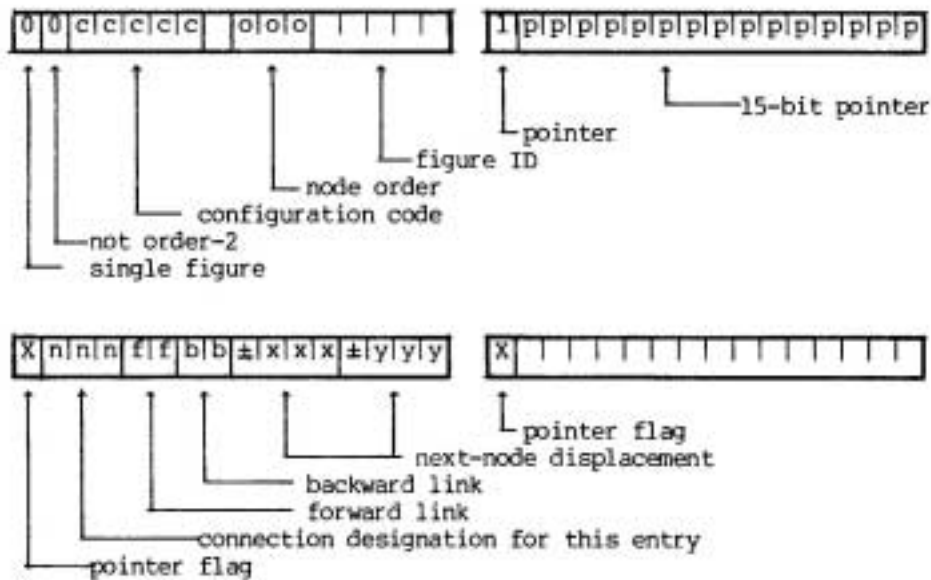 0 0 c c c c c o o o 1 p p p p p p p p p p p p p p p
15-bit pointer
pointer
figure ID
node order
configuration code
not order-2
single figure
X n n n f f b b ± x x x ± y y y X
pointer flag
next-node displacement
backward link
forward link
connection designation for this entry
pointer flag